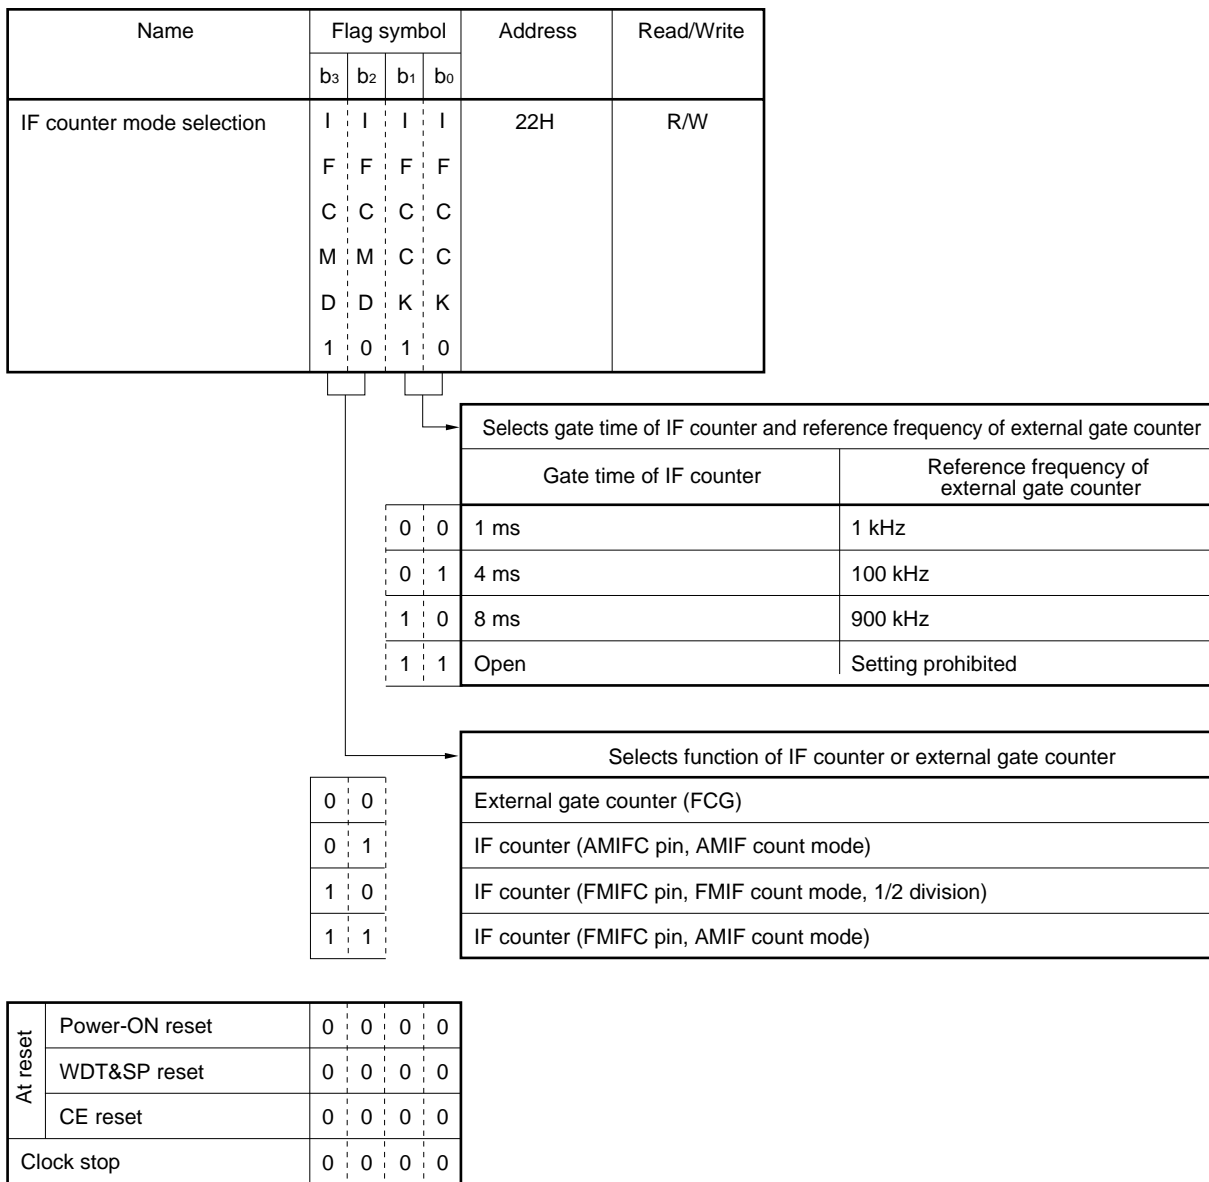 Name Flag symbol Address Read/Write
b3 b2 b1 b0
IF counter mode selection I I I I 22H R/W
F F F F
C C C C
M M C C
D D K K
1 0 1 0
Selects gate time of IF counter and reference frequency of external gate counter
Gate time of IF counter Reference frequency of
external gate counter
0 0 1 ms 1 kHz
0 1 4 ms 100 kHz
1 0 8 ms 900 kHz
1 1 Open Setting prohibited
Selects function of IF counter or external gate counter
0 0 External gate counter (FCG)
0 1 IF counter (AMIFC pin, AMIF count mode)
1 0 IF counter (FMIFC pin, FMIF count mode, 1/2 division)
1 1 IF counter (FMIFC pin, AMIF count mode)
At reset
Power-ON reset 0 0 0 0
WDT&SP reset 0 0 0 0
CE reset 0 0 0 0
Clock stop 0 0 0 0